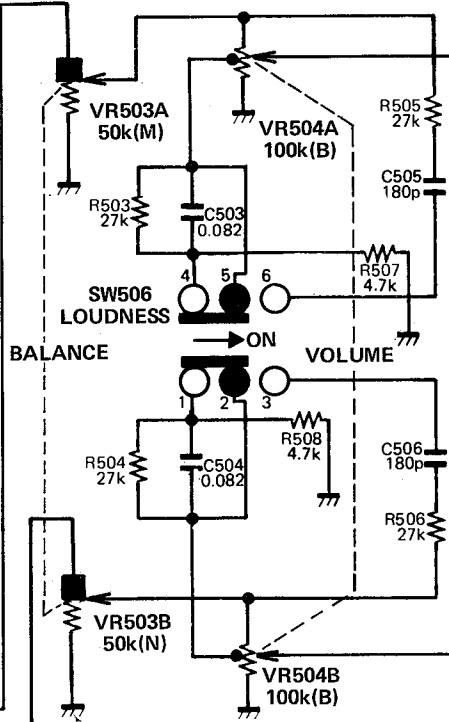 VR503A
50k(M)
VR504A
100k(B)
R505
27k
C505
180p
R503
27k
C503
0.082
R507
4.7k
4 5 6
SW506
LOUDNESS
ON
BALANCE
VOLUME
1 2 3
R508
4.7k
R504
27k
C504
0.082
C506
180p
R506
27k
VR503B
50k(N)
VR504B
100k(B)